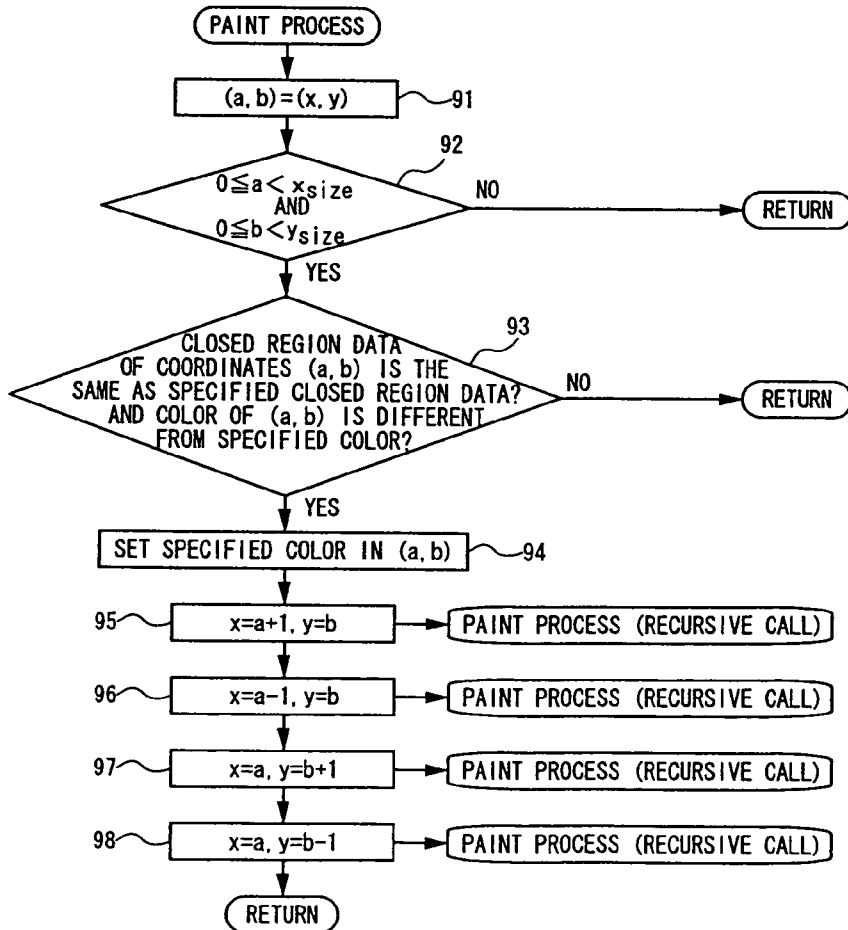 PAINT PROCESS
(a, b)=(x, y)
91
92
0≦a< xsize
AND
0≦b<ysize
NO
RETURN
YES
93
CLOSED REGION DATA
OF COORDINATES (a, b) IS THE
SAME AS SPECIFIED CLOSED REGION DATA?
AND COLOR OF (a, b) IS DIFFERENT
FROM SPECIFIED COLOR?
NO
RETURN
YES
SET SPECIFIED COLOR IN (a, b)
94
95
x=a+1, y=b
PAINT PROCESS (RECURSIVE CALL)
96
x=a-1, y=b
PAINT PROCESS (RECURSIVE CALL)
97
x=a, y=b+1
PAINT PROCESS (RECURSIVE CALL)
98
x=a, y=b-1
PAINT PROCESS (RECURSIVE CALL)
RETURN